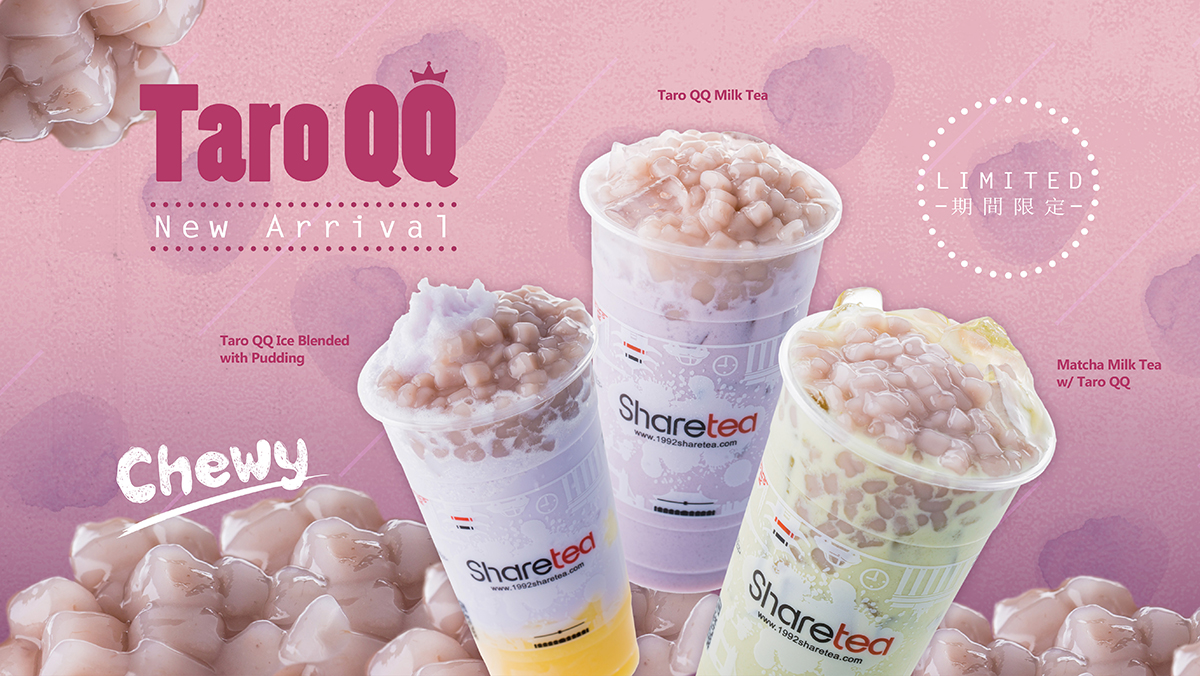 Taro QQ
New Arrival
Taro QQ Milk Tea
LIMITED
-期間限定-
Taro QQ Ice Blended
with Pudding
Matcha Milk Tea
w/ Taro QQ
Chewy
Sharetea
www.1992sharetea.com
Sharetea
www.1992sharetea.com
Sharetea
www.1992sharetea.com